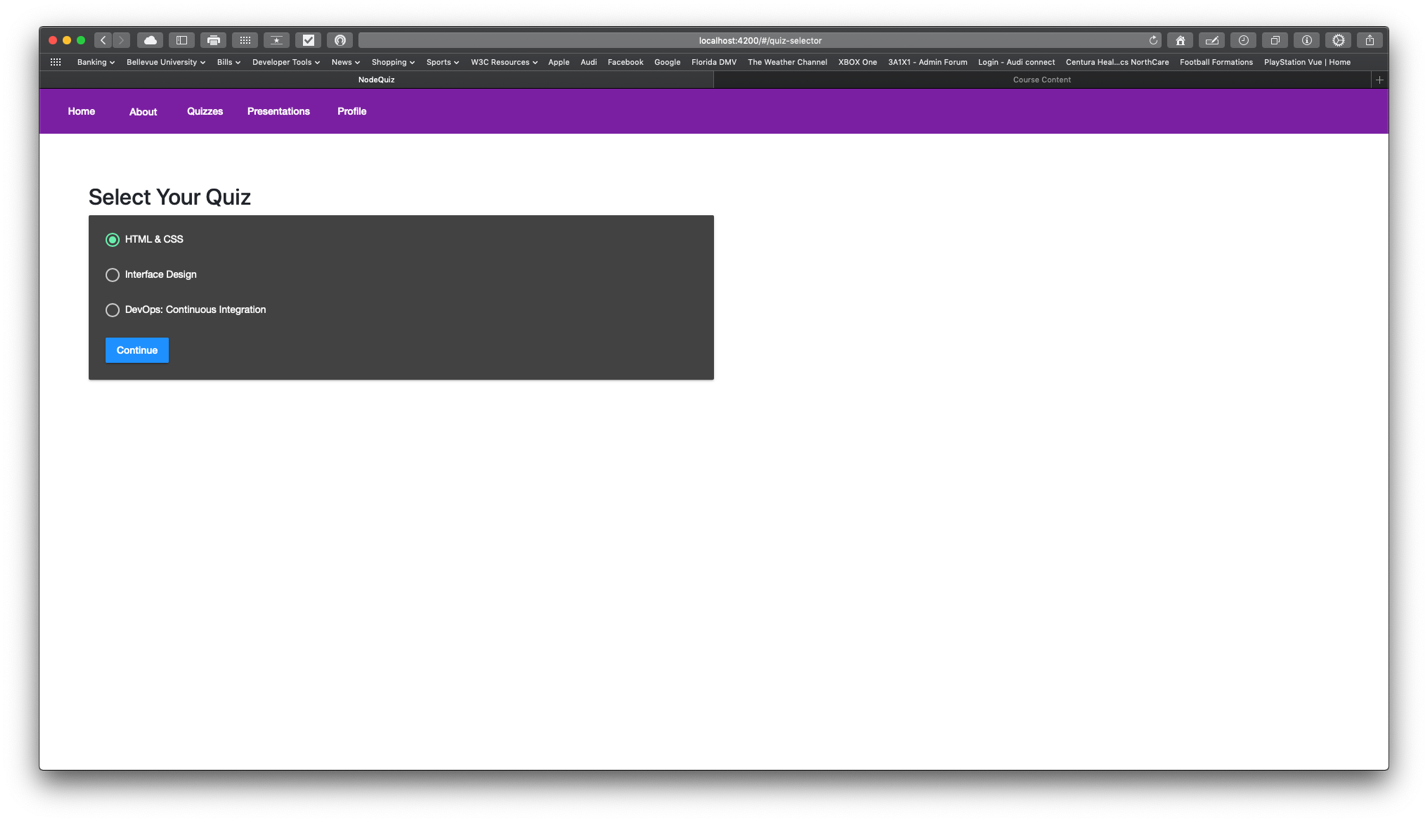 localhost:4200/#/quiz-selector
Banking Bellevue University Bills Developer Tools News Shopping Sports W3C Resources Apple Audi Facebook Google Florida DMV The Weather Channel XBOX One 3A1X1 - Admin Forum Login - Audi connect Centura Heal...cs NorthCare Football Formations PlayStation Vue | Home
NodeQuiz Course Content
Home About Quizzes Presentations Profile
Select Your Quiz
HTML & CSS
Interface Design
DevOps: Continuous Integration
Continue